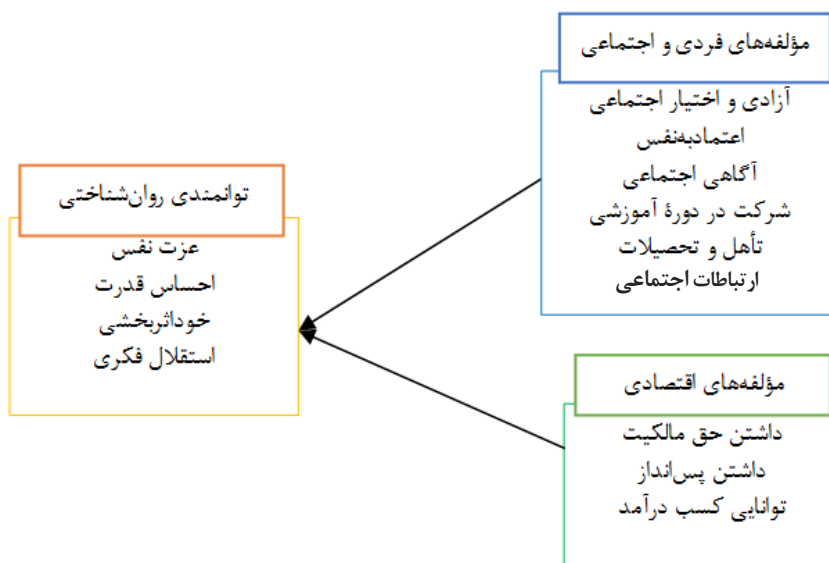 مؤلفه‌های فردی و اجتماعی
آزادی و اختیار اجتماعی
اعتمادبه‌نفس
آگاهی اجتماعی
شرکت در دورهٔ آموزشی
تأهل و تحصیلات
ارتباطات اجتماعی
مؤلفه‌های اقتصادی
داشتن حق مالکیت
داشتن پس‌انداز
توانایی کسب درآمد
توانمندی روان‌شناختی
عزت نفس
احساس قدرت
خوداثربخشی
استقلال فکری